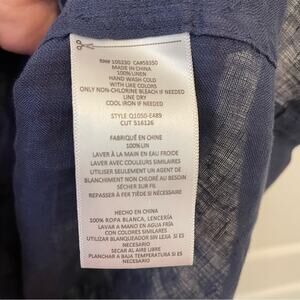 RN# 105330 CA#58350
MADE IN CHINA
100% LINEN
HAND WASH COLD
WITH LIKE COLORS
ONLY NON-CHLORINE BLEACH IF NEEDED
LINE DRY
COOL IRON IF NEEDED
STYLE Q1050-E489
CUT 516126
FABRIQUÉ EN CHINE
100% LIN
LAVER À LA MAIN EN EAU FROIDE
LAVER AVEC COULEURS SIMILAIRES
UTILISER SEULEMENT UN AGENT DE
BLANCHIMENT NON CHLORÉ AU BESOIN
SÉCHER SUR FIL
REPASSER À FER TIÈDE SI BESOIN
HECHO EN CHINA
100% ROPA BLANCA, LENCERÍA
LAVAR A MANO EN AGUA FRÍA
CON COLORES SIMILARES
UTILIZAR BLANQUEADOR SIN LEJIA SI ES
NECESARIO
SECAR AL AIRE LIBRE
PLANCHAR A BAJA TEMPERATURA SI ES
NECESARIO